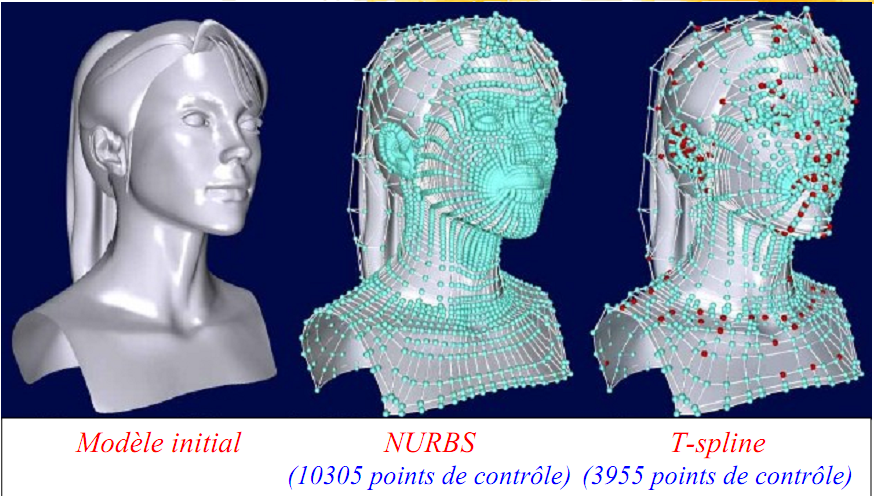 Modèle initial
NURBS
T-spline
(10305 points de contrôle)
(3955 points de contrôle)